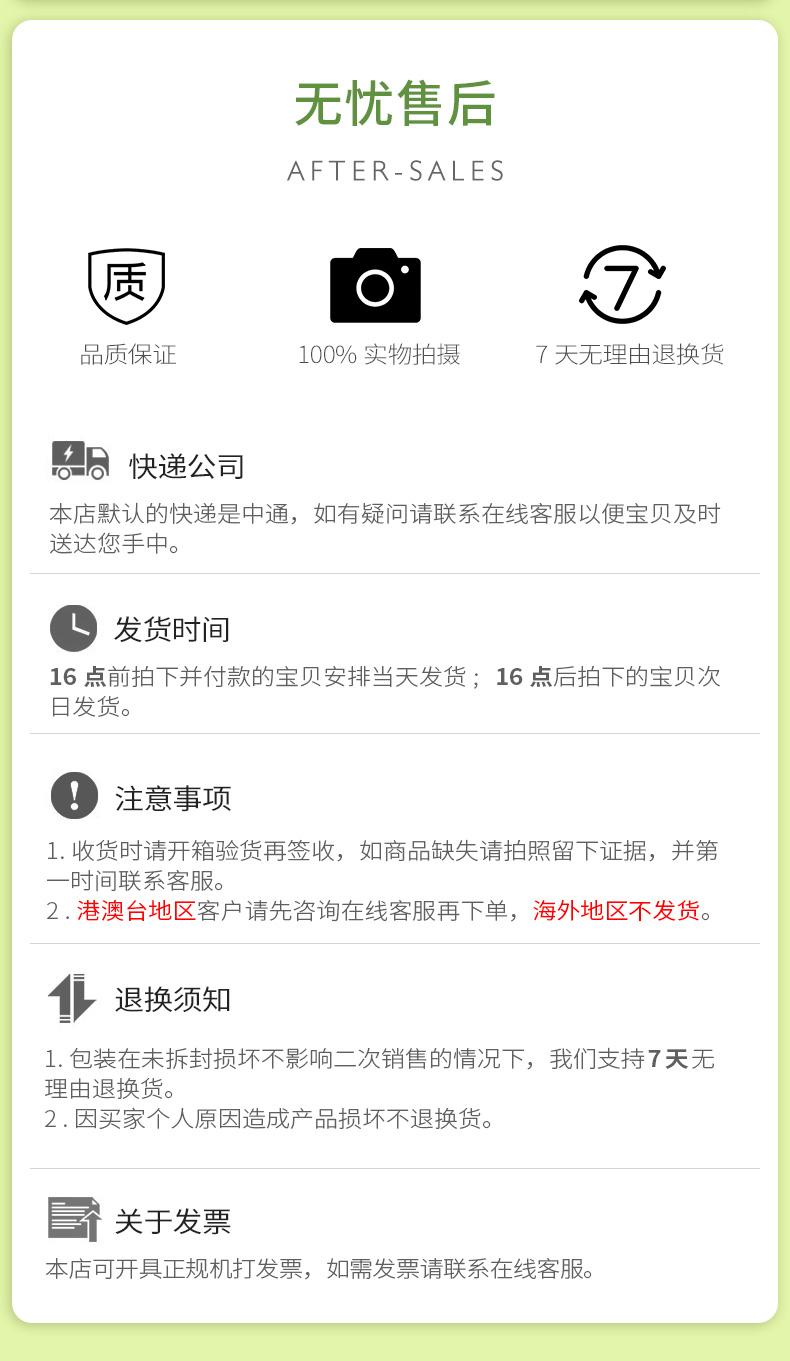 无忧售后
AFTER-SALES
质
7
品质保证
100% 实物拍摄
7 天无理由退换货
快递公司
本店默认的快递是中通，如有疑问请联系在线客服以便宝贝及时
送达您手中。
发货时间
16 点前拍下并付款的宝贝安排当天发货； 16 点后拍下的宝贝次
日发货。
注意事项
1. 收货时请开箱验货再签收，如商品缺失请拍照留下证据，并第
一时间联系客服。
2 . 港澳台地区客户请先咨询在线客服再下单，海外地区不发货。
退换须知
1. 包装在未拆封损坏不影响二次销售的情况下，我们支持7天无
理由退换货。
2 . 因买家个人原因造成产品损坏不退换货。
关于发票
本店可开具正规机打发票，如需发票请联系在线客服。